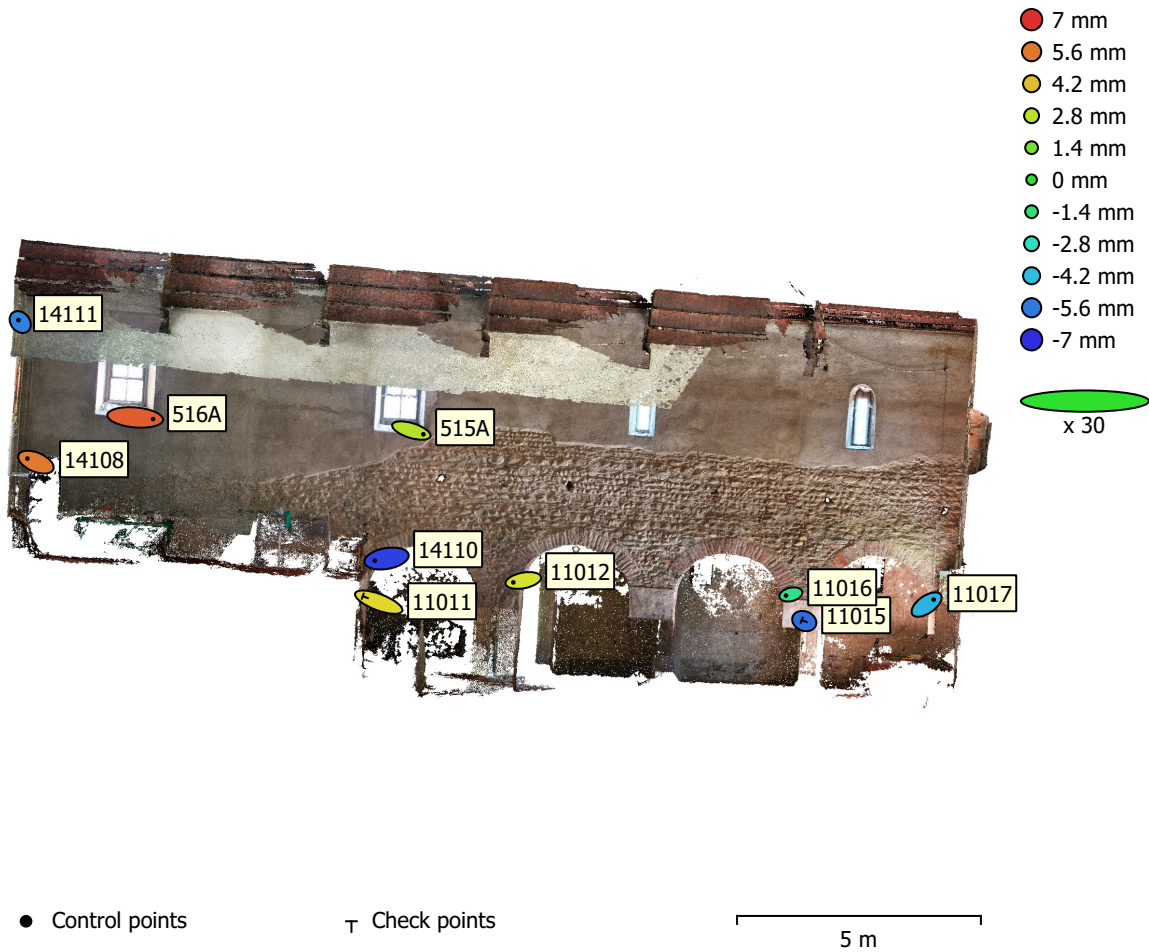 7 mm
5.6 mm
4.2 mm
2.8 mm
1.4 mm
0 mm
-1.4 mm
-2.8 mm
-4.2 mm
-5.6 mm
-7 mm
x 30
14111
516A
515A
14108
14110
11012
11011
11016
11017
11015
Control points
Check points
5 m